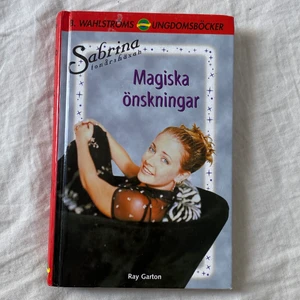 B. WAHLSTRÖMS UNGDOMSBÖCKER
Sabrina
tonårshäxan
Magiska
önskningar
Ray Garton